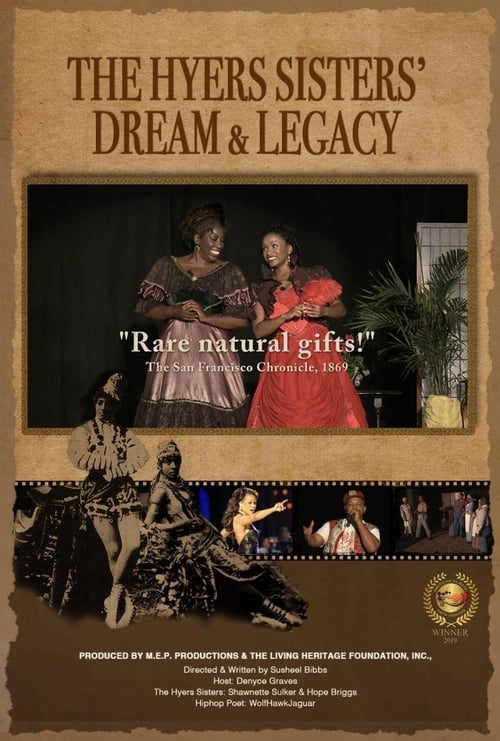 THE HYERS SISTERS'
DREAM & LEGACY
"Rare natural gifts!"
The San Francisco Chronicle, 1869
WINNER
2019
PRODUCED BY M.E.P. PRODUCTIONS & THE LIVING HERITAGE FOUNDATION, INC.,
Directed & Written by Susheel Bibbs
Host: Denyce Graves
The Hyers Sisters: Shawnette Sulker & Hope Briggs
Hiphop Poet: WolfHawkJaguar